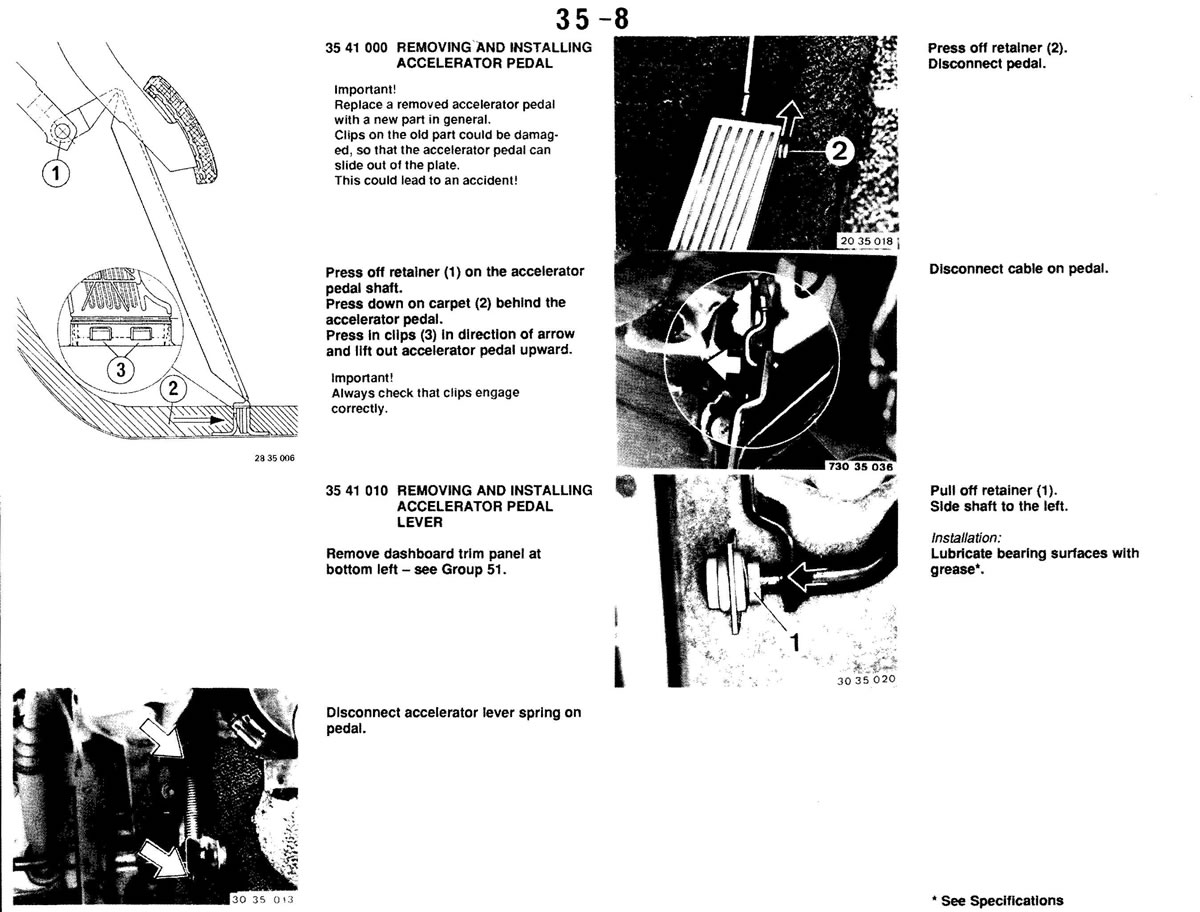 35-8
35 41 000 REMOVING AND INSTALLING
ACCELERATOR PEDAL
Important!
Replace a removed accelerator pedal
with a new part in general.
Clips on the old part could be damag-
ed, so that the accelerator pedal can
slide out of the plate.
This could lead to an accident!
1
Press off retainer (1) on the accelerator
pedal shaft.
Press down on carpet (2) behind the
accelerator pedal.
Press in clips (3) in direction of arrow
and lift out accelerator pedal upward.
Important!
Always check that clips engage
correctly.
3
2
28 35 006
35 41 010 REMOVING AND INSTALLING
ACCELERATOR PEDAL
LEVER
Remove dashboard trim panel at
bottom left – see Group 51.
Disconnect accelerator lever spring on
pedal.
30 35 013
Press off retainer (2).
Disconnect pedal.
2
20 35 018
Disconnect cable on pedal.
730 35 036
Pull off retainer (1).
Side shaft to the left.
Installation:
Lubricate bearing surfaces with
grease*.
1
30 35 020
* See Specifications